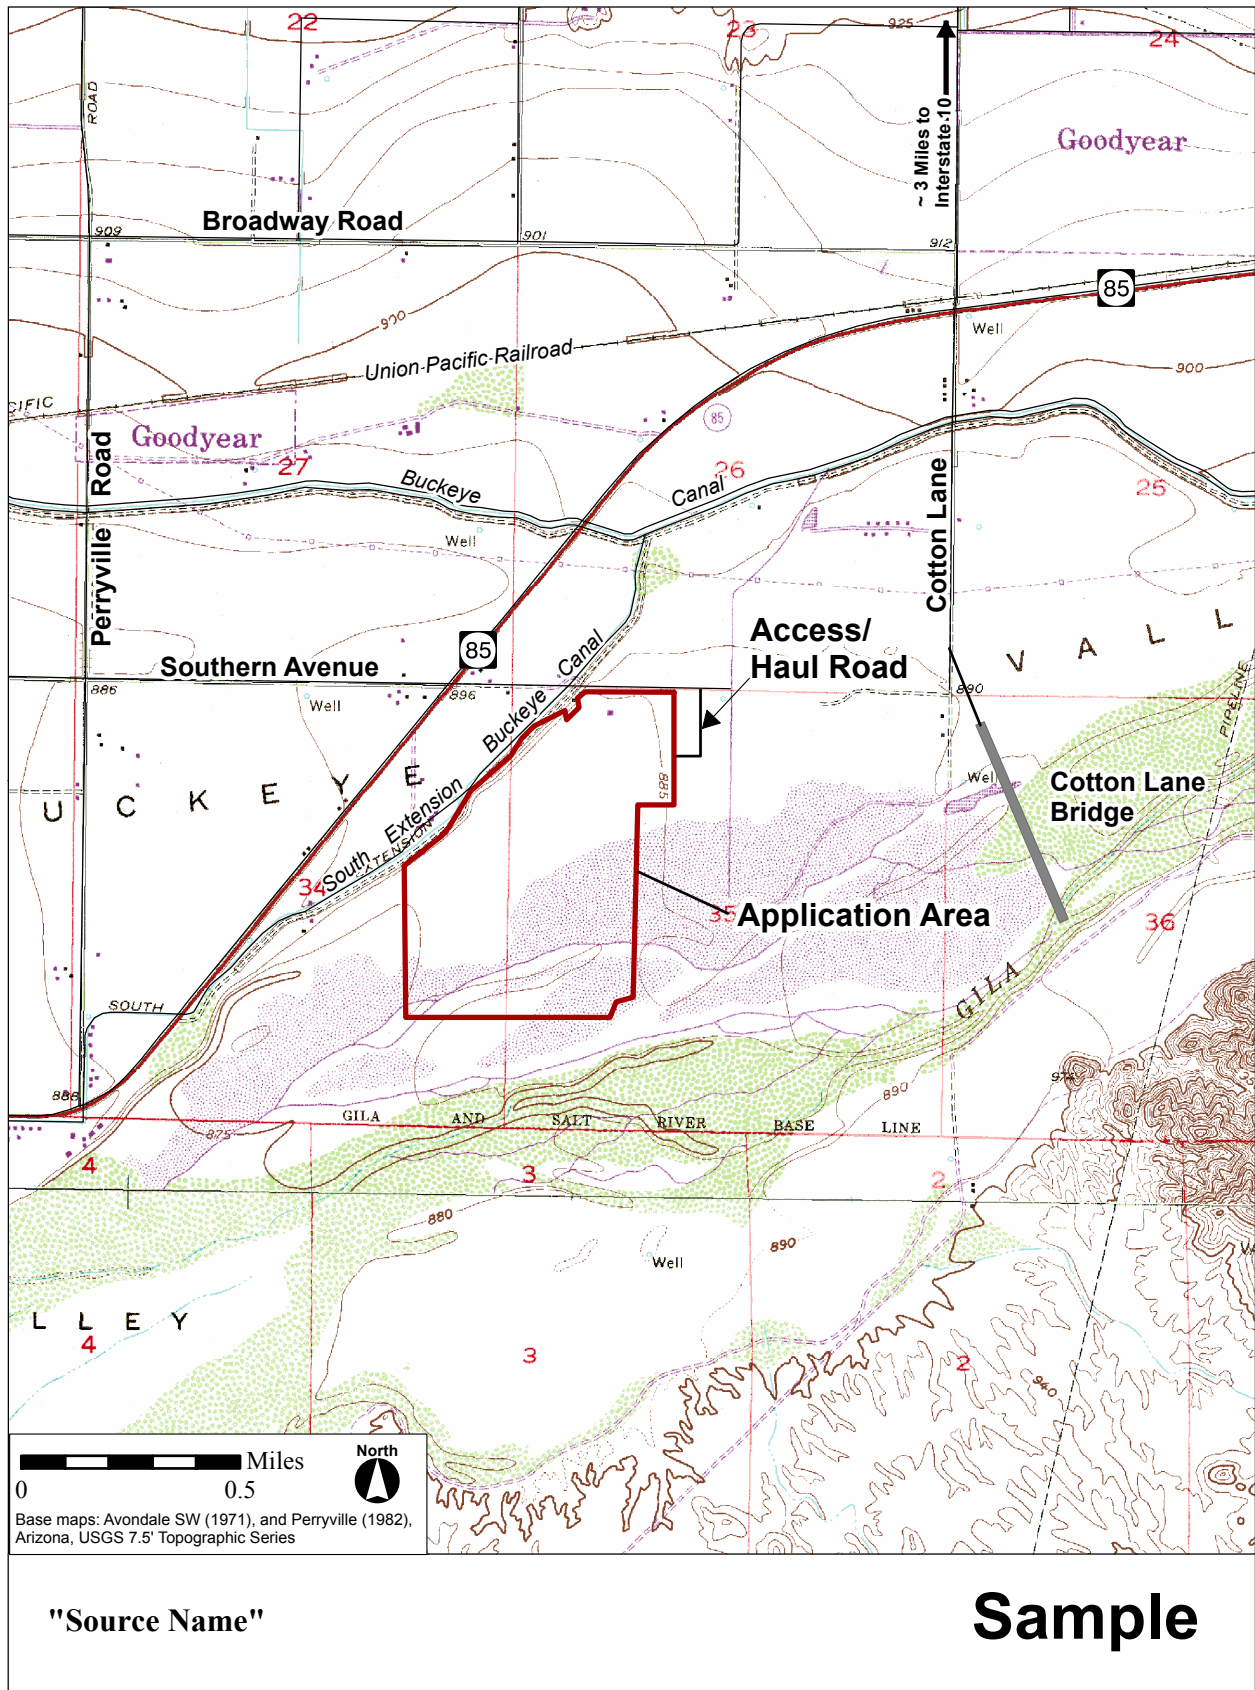 22
23
24
925
ROAD
~ 3 Miles to
Interstate 10
Goodyear
Broadway Road
909
901
912
85
900
Union Pacific Railroad
Well
900
CIFIC
Goodyear
85
27
26
25
Buckeye
Canal
Perryville Road
Cotton Lane
Well
Access/
Haul Road
V A L L
Southern Avenue
85
886
896
890
Well
South Extension Buckeye Canal
PIPELINE
U C K E Y E
885
Well
Cotton Lane
Bridge
XTENSION
34
35
Application Area
36
GILA
SOUTH
888
974
890
875
GILA AND SALT RIVER BASE LINE
4
3
2
880
890
Well
L L E Y
4
3
2
940
Miles
0
0.5
North
Base maps: Avondale SW (1971), and Perryville (1982),
Arizona, USGS 7.5' Topographic Series
"Source Name"
Sample